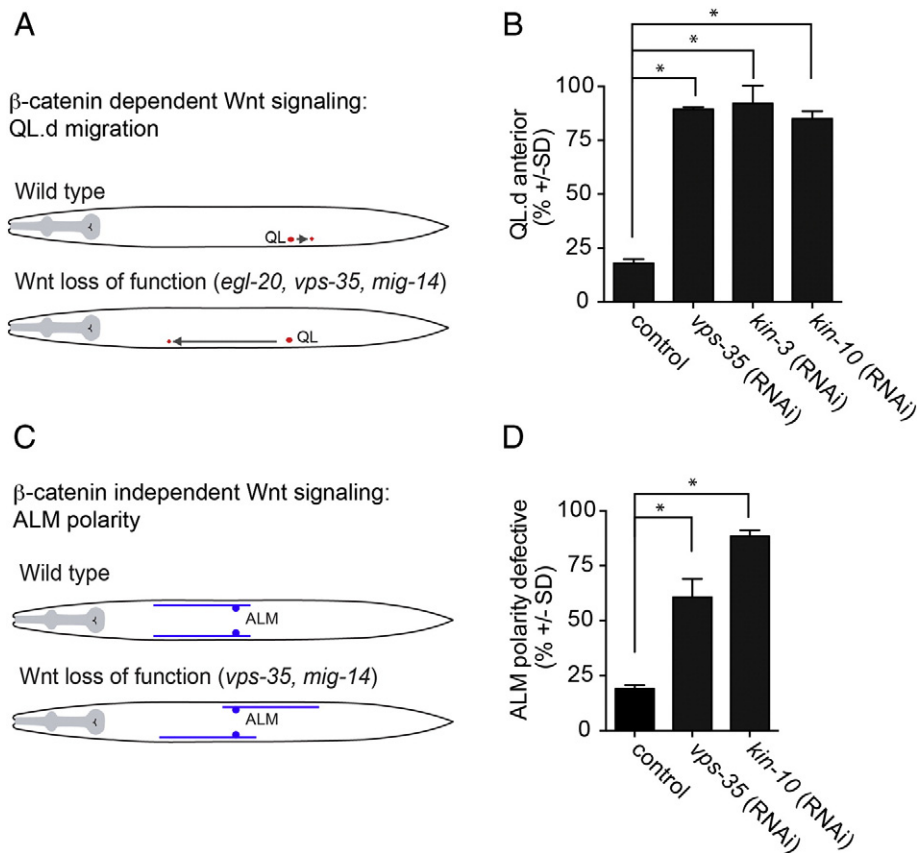 A
β-catenin dependent Wnt signaling:
QL.d migration
Wild type
QL
Wnt loss of function (egl-20, vps-35, mig-14)
QL
B
*
*
*
QL.d anterior
(% +/-SD)
100
75
50
25
0
control
vps-35 (RNAi)
kin-3 (RNAi)
kin-10 (RNAi)
C
β-catenin independent Wnt signaling:
ALM polarity
Wild type
ALM
Wnt loss of function (vps-35, mig-14)
ALM
D
*
*
ALM polarity defective
(% +/- SD)
100
75
50
25
0
control
vps-35 (RNAi)
kin-10 (RNAi)